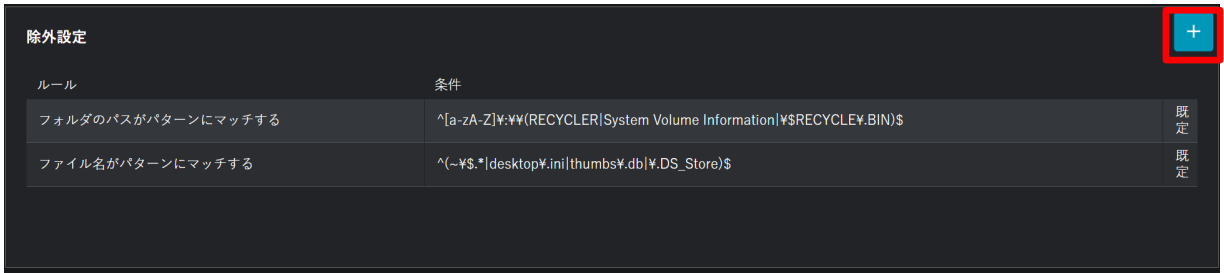 除外設定
+
ルール 条件
フォルダのパスがパターンにマッチする ^[a-zA-Z]¥:¥¥(RECYCLER|System Volume Information|¥$RECYCLE¥.BIN)$ 既定
ファイル名がパターンにマッチする ^(~¥$.*|desktop¥.ini|thumbs¥.db|¥.DS_Store)$ 既定